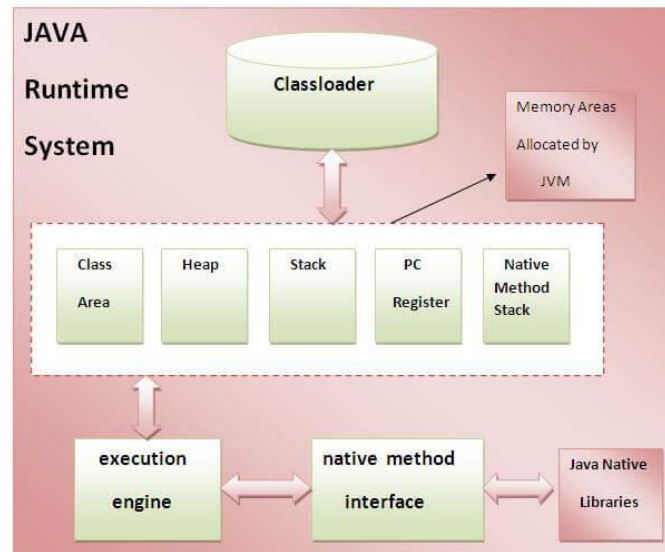 JAVA
Runtime
System
Classloader
Memory Areas
Allocated by
JVM
Class
Area
Heap
Stack
PC
Register
Native
Method
Stack
execution
engine
native method
interface
Java Native
Libraries